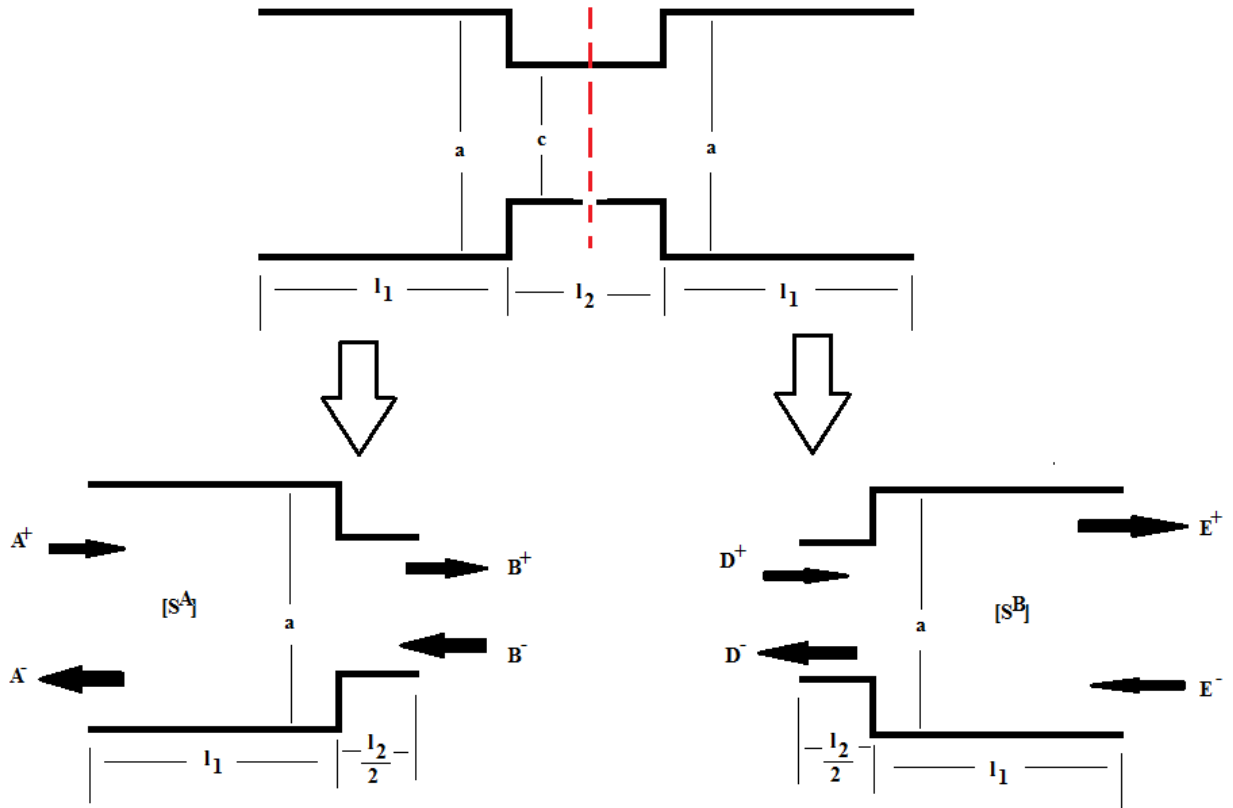 a
c
a
l1
l2
l1
A+
B+
D+
E+
[SA]
a
a
[SB]
A-
B-
D-
E-
l1
l2
2
l2
2
l1